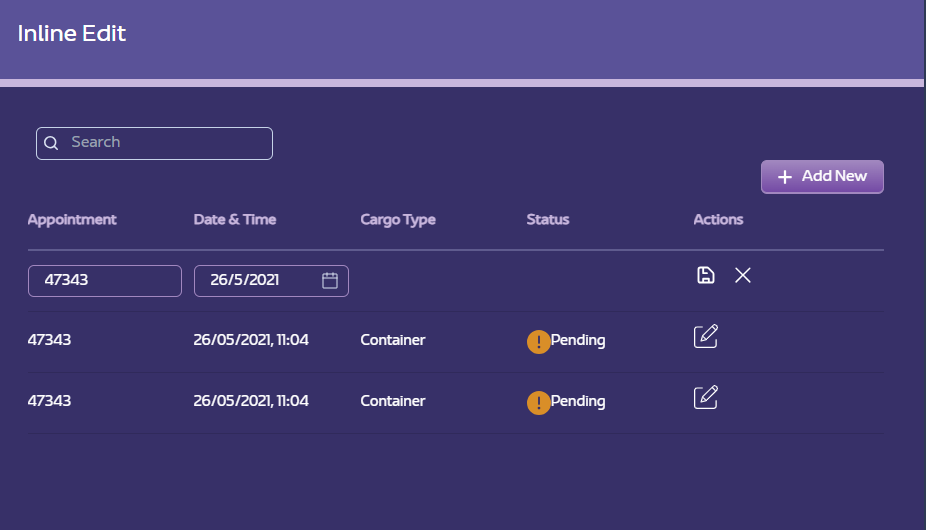 Inline Edit
Search
Add New
Appointment Date & Time Cargo Type Status Actions
47343 26/5/2021
47343 26/05/2021, 11:04 Container Pending
47343 26/05/2021, 11:04 Container Pending